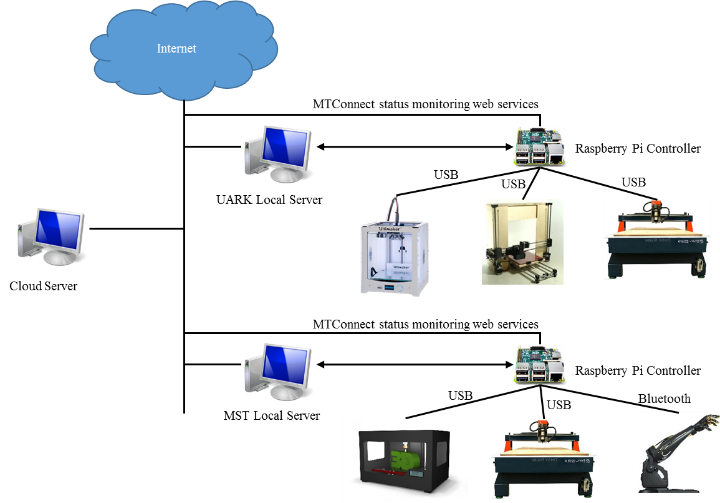 Internet
MTConnect status monitoring web services
Raspberry Pi Controller
UARK Local Server
USB
USB
USB
Ultimaker
Cloud Server
MTConnect status monitoring web services
Raspberry Pi Controller
MST Local Server
USB
USB
Bluetooth